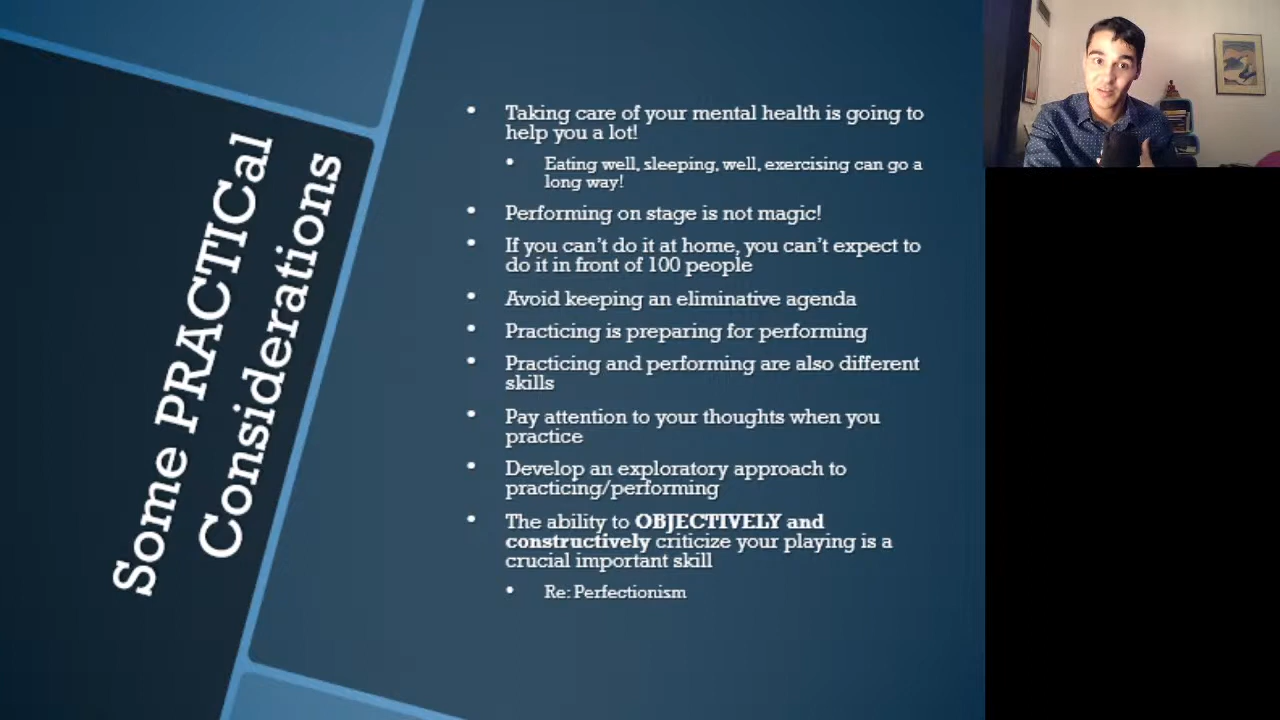 Some PRACTICal
Considerations
Taking care of your mental health is going to
help you a lot!
Eating well, sleeping, well, exercising can go a
long way!
Performing on stage is not magic!
If you can't do it at home, you can't expect to
do it in front of 100 people
Avoid keeping an eliminative agenda
Practicing is preparing for performing
Practicing and performing are also different
skills
Pay attention to your thoughts when you
practice
Develop an exploratory approach to
practicing/performing
The ability to OBJECTIVELY and
constructively criticize your playing is a
crucial important skill
Re: Perfectionism